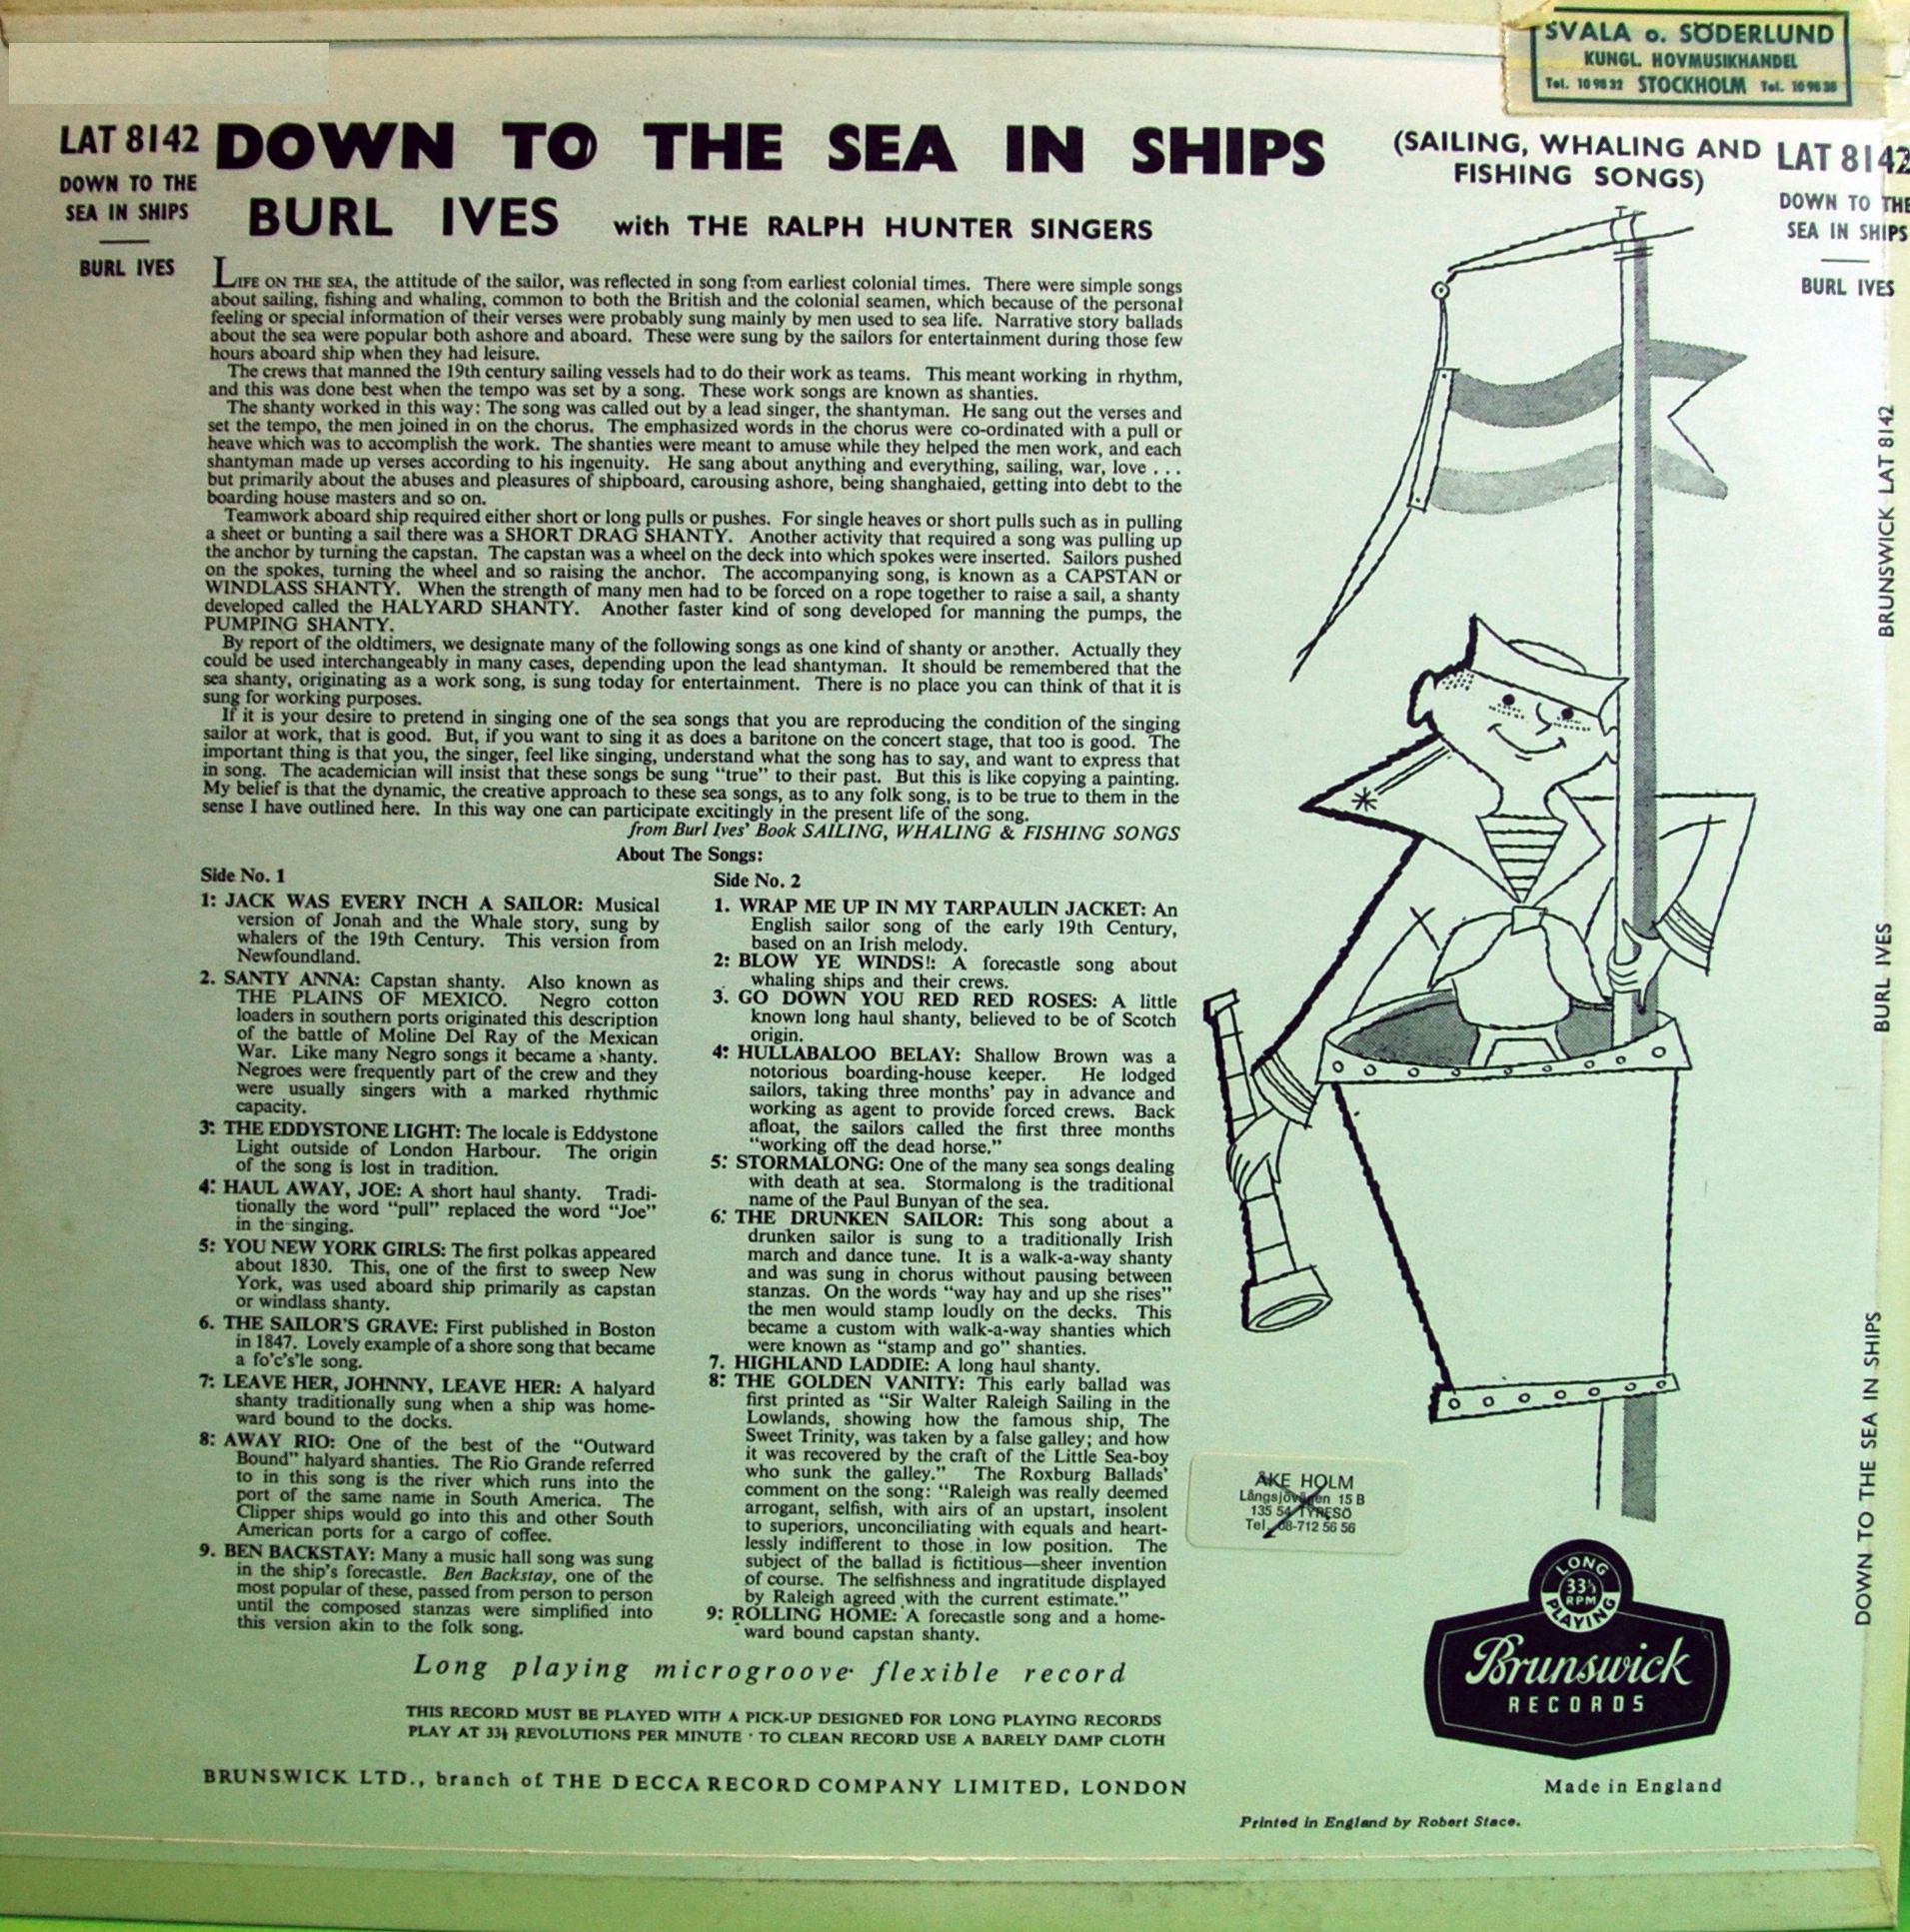 SVALA o. SÖDERLUND
KUNGL. HOVMUSIKHANDEL
Tel. 10 98 32 STOCKHOLM Tel.
LAT 8142
DOWN TO THE
SEA IN SHIPS
BURL IVES
DOWN TO THE SEA IN SHIPS
BURL IVES with THE RALPH HUNTER SINGERS
(SAILING, WHALING AND
FISHING SONGS)
LAT 8142
DOWN TO THE
SEA IN SHIPS
BURL IVES
LIFE ON THE SEA, the attitude of the sailor, was reflected in song from earliest colonial times. There were simple songs
about sailing, fishing and whaling, common to both the British and the colonial seamen, which because of the personal
feeling or special information of their verses were probably sung mainly by men used to sea life. Narrative story ballads
about the sea were popular both ashore and aboard. These were sung by the sailors for entertainment during those few
hours aboard ship when they had leisure.
The crews that manned the 19th century sailing vessels had to do their work as teams. This meant working in rhythm,
and this was done best when the tempo was set by a song. These work songs are known as shanties.
The shanty worked in this way: The song was called out by a lead singer, the shantyman. He sang out the verses and
set the tempo, the men joined in on the chorus. The emphasized words in the chorus were co-ordinated with a pull or
heave which was to accomplish the work. The shanties were meant to amuse while they helped the men work, and each
shantyman made up verses according to his ingenuity. He sang about anything and everything, sailing, war, love . . .
but primarily about the abuses and pleasures of shipboard, carousing ashore, being shanghaied, getting into debt to the
boarding house masters and so on.
Teamwork aboard ship required either short or long pulls or pushes. For single heaves or short pulls such as in pulling
a sheet or bunting a sail there was a SHORT DRAG SHANTY. Another activity that required a song was pulling up
the anchor by turning the capstan. The capstan was a wheel on the deck into which spokes were inserted. Sailors pushed
on the spokes, turning the wheel and so raising the anchor. The accompanying song, is known as a CAPSTAN or
WINDLASS SHANTY. When the strength of many men had to be forced on a rope together to raise a sail, a shanty
developed called the HALYARD SHANTY. Another faster kind of song developed for manning the pumps, the
PUMPING SHANTY.
By report of the oldtimers, we designate many of the following songs as one kind of shanty or another. Actually they
could be used interchangeably in many cases, depending upon the lead shantyman. It should be remembered that the
sea shanty, originating as a work song, is sung today for entertainment. There is no place you can think of that it is
sung for working purposes.
If it is your desire to pretend in singing one of the sea songs that you are reproducing the condition of the singing
sailor at work, that is good. But, if you want to sing it as does a baritone on the concert stage, that too is good. The
important thing is that you, the singer, feel like singing, understand what the song has to say, and want to express that
in song. The academician will insist that these songs be sung "true" to their past. But this is like copying a painting.
My belief is that the dynamic, the creative approach to these sea songs, as to any folk song, is to be true to them in the
sense I have outlined here. In this way one can participate excitingly in the present life of the song.
from Burl Ives' Book SAILING, WHALING & FISHING SONGS
About The Songs:
Side No. 1
1: JACK WAS EVERY INCH A SAILOR: Musical
version of Jonah and the Whale story, sung by
whalers of the 19th Century. This version from
Newfoundland.
2. SANTY ANNA: Capstan shanty. Also known as
THE PLAINS OF MEXICO. Negro cotton
loaders in southern ports originated this description
of the battle of Moline Del Ray of the Mexican
War. Like many Negro songs it became a shanty.
Negroes were frequently part of the crew and they
were usually singers with a marked rhythmic
capacity.
3: THE EDDYSTONE LIGHT: The locale is Eddystone
Light outside of London Harbour. The origin
of the song is lost in tradition.
4: HAUL AWAY, JOE: A short haul shanty. Tradi-
tionally the word "pull" replaced the word "Joe"
in the singing.
5: YOU NEW YORK GIRLS: The first polkas appeared
about 1830. This, one of the first to sweep New
York, was used aboard ship primarily as capstan
or windlass shanty.
6. THE SAILOR'S GRAVE: First published in Boston
in 1847. Lovely example of a shore song that became
a fo'c's'le song.
7: LEAVE HER, JOHNNY, LEAVE HER: A halyard
shanty traditionally sung when a ship was home-
ward bound to the docks.
8: AWAY RIO: One of the best of the "Outward
Bound" halyard shanties. The Rio Grande referred
to in this song is the river which runs into the
port of the same name in South America. The
Clipper ships would go into this and other South
American ports for a cargo of coffee.
9. BEN BACKSTAY: Many a music hall song was sung
in the ship's forecastle. Ben Backstay, one of the
most popular of these, passed from person to person
until the composed stanzas were simplified into
this version akin to the folk song.
Side No. 2
1. WRAP ME UP IN MY TARPAULIN JACKET: An
English sailor song of the early 19th Century,
based on an Irish melody.
2: BLOW YE WINDS!: A forecastle song about
whaling ships and their crews.
3. GO DOWN YOU RED RED ROSES: A little
known long haul shanty, believed to be of Scotch
origin.
4: HULLABALOO BELAY: Shallow Brown was a
notorious boarding-house keeper. He lodged
sailors, taking three months' pay in advance and
working as agent to provide forced crews. Back
afloat, the sailors called the first three months
"working off the dead horse."
5: STORMALONG: One of the many sea songs dealing
with death at sea. Stormalong is the traditional
name of the Paul Bunyan of the sea.
6: THE DRUNKEN SAILOR: This song about a
drunken sailor is sung to a traditionally Irish
march and dance tune. It is a walk-a-way shanty
and was sung in chorus without pausing between
stanzas. On the words "way hay and up she rises"
the men would stamp loudly on the decks. This
became a custom with walk-a-way shanties which
were known as "stamp and go" shanties.
7. HIGHLAND LADDIE: A long haul shanty.
8: THE GOLDEN VANITY: This early ballad was
first printed as "Sir Walter Raleigh Sailing in the
Lowlands, showing how the famous ship, The
Sweet Trinity, was taken by a false galley; and how
it was recovered by the craft of the Little Sea-boy
who sunk the galley." The Roxburg Ballads'
comment on the song: "Raleigh was really deemed
arrogant, selfish, with airs of an upstart, insolent
to superiors, unconciliating with equals and heart-
lessly indifferent to those in low position. The
subject of the ballad is fictitious—sheer invention
of course. The selfishness and ingratitude displayed
by Raleigh agreed with the current estimate."
9: ROLLING HOME: A forecastle song and a home-
ward bound capstan shanty.
Long playing microgroove flexible record
THIS RECORD MUST BE PLAYED WITH A PICK-UP DESIGNED FOR LONG PLAYING RECORDS
PLAY AT 33⅓ REVOLUTIONS PER MINUTE · TO CLEAN RECORD USE A BARELY DAMP CLOTH
BRUNSWICK LTD., branch of THE DECCA RECORD COMPANY LIMITED, LONDON
ÅKE HOLM
Långsjövägen 15 B
135 54 TYRESÖ
Tel. 08-712 56 56
LONG
33⅓
RPM
PLAYING
Brunswick
RECORDS
Made in England
Printed in England by Robert Stace.
BRUNSWICK LAT 8142
BURL IVES
DOWN TO THE SEA IN SHIPS